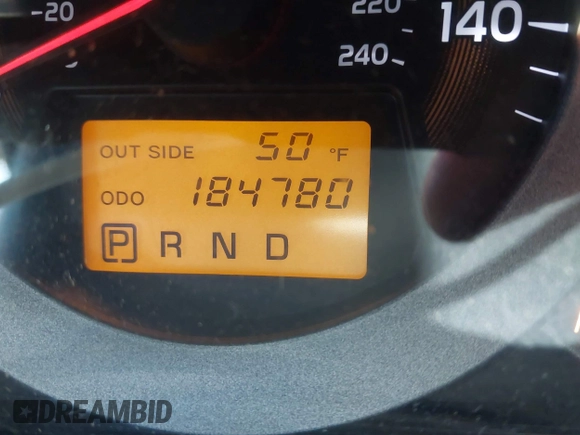 -20
220
240
140
OUT SIDE 50 °F
ODO 184780
P R N D
DREAMBID